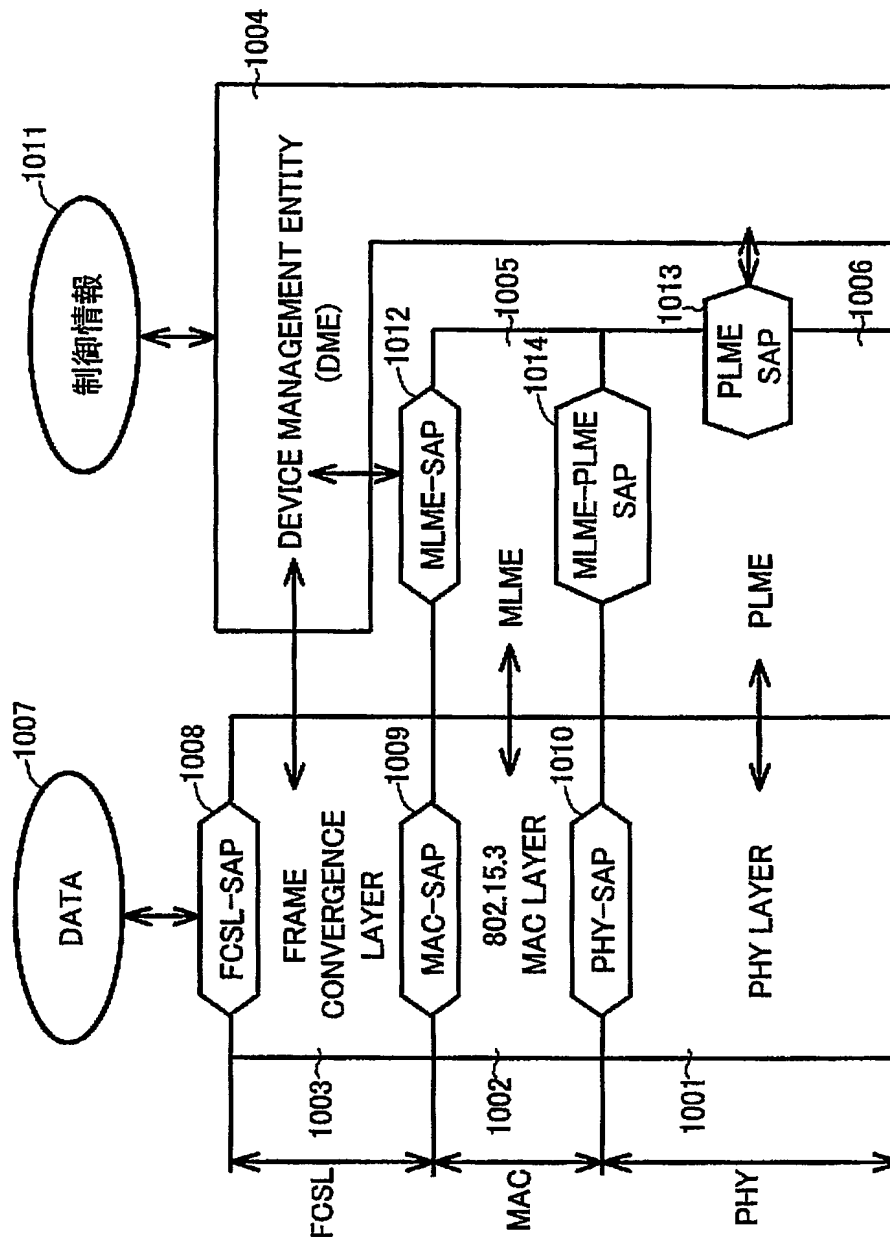 DATA
1007
制御情報
1011
FCSL-SAP
1008
DEVICE MANAGEMENT ENTITY
(DME)
1004
FCSL
1003
FRAME
CONVERGENCE
LAYER
MAC-SAP
1009
MLME-SAP
1012
MAC
1002
802.15.3
MAC LAYER
MLME
1005
PHY-SAP
1010
MLME-PLME
SAP
1014
PHY
1001
PHY LAYER
PLME
PLME
SAP
1013
1006